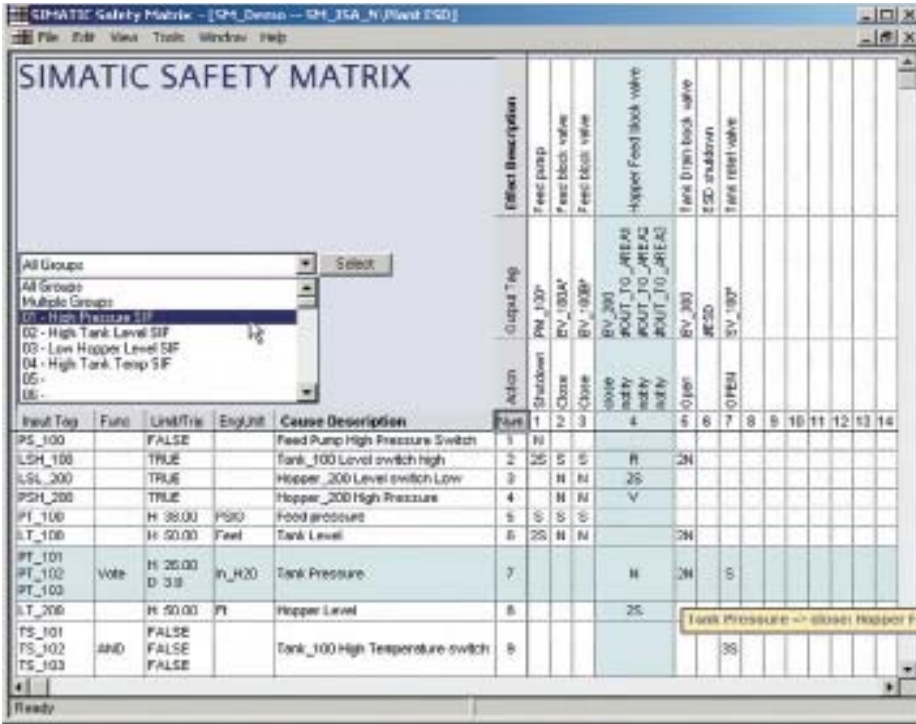 SIMATIC Safety Matrix - [SM_Demo -- SM_ISA_N\Plant ESD]
File Edit View Tools Window Help
SIMATIC SAFETY MATRIX
Effect Description
Feed pump
Feed block valve
Feed block valve
Hopper Feed block valve
Tank Drain block valve
ESD shutdown
Tank relief valve
All Groups
Select
All Groups
Multiple Groups
01 - High Pressure SIF
02 - High Tank Level SIF
03 - Low Hopper Level SIF
04 - High Tank Temp SIF
05 -
06 -
Output Tag
PM_100*
BV_100A*
BV_100B*
BV_200
#OUT_TO_AREA1
#OUT_TO_AREA2
#OUT_TO_AREA3
BV_300
#ESD
SV_100*
Action
Shutdown
Close
Close
close
notify
notify
notify
Open
OPEN
Input Tag Func Limit/Trip EngUnit Cause Description Num 1 2 3 4 5 6 7 8 9 10 11 12 13 14
PS_100 FALSE Feed Pump High Pressure Switch 1 N
LSH_100 TRUE Tank_100 Level switch high 2 2S S S R 2N
LSL_200 TRUE Hopper_200 Level switch Low 3 N N 2S
PSH_200 TRUE Hopper_200 High Pressure 4 N N V
PT_100 H 38.00 PSIG Feed pressure 5 S S S
LT_100 H 50.00 Feet Tank Level 6 2S N N 2N
PT_101
PT_102 Vote H 26.00 in_H20 Tank Pressure 7 N 2N S
PT_103 D 3.0
LT_200 H 50.00 Ft Hopper Level 8 2S
Tank Pressure -> close: Hopper F
TS_101 FALSE
TS_102 AND FALSE Tank_100 High Temperature switch 9 3S
TS_103 FALSE
Ready